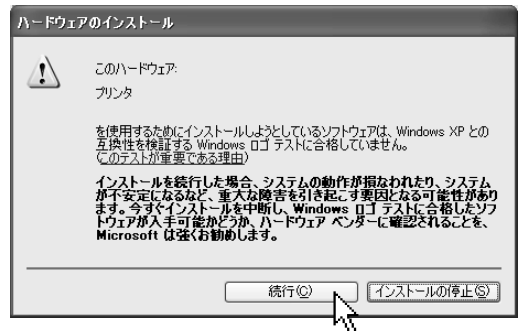 ハードウェアのインストール
このハードウェア:
プリンタ
を使用するためにインストールしようとしているソフトウェアは、Windows XP との
互換性を検証する Windows ロゴ テストに合格していません。
(このテストが重要である理由)
インストールを続行した場合、システムの動作が損なわれたり、システム
が不安定になるなど、重大な障害を引き起こす要因となる可能性があり
ます。今すぐインストールを中断し、Windows ロゴ テストに合格したソフ
トウェアが入手可能かどうか、ハードウェア ベンダーに確認されることを、
Microsoft は強くお勧めします。
続行(C)
インストールの停止(S)